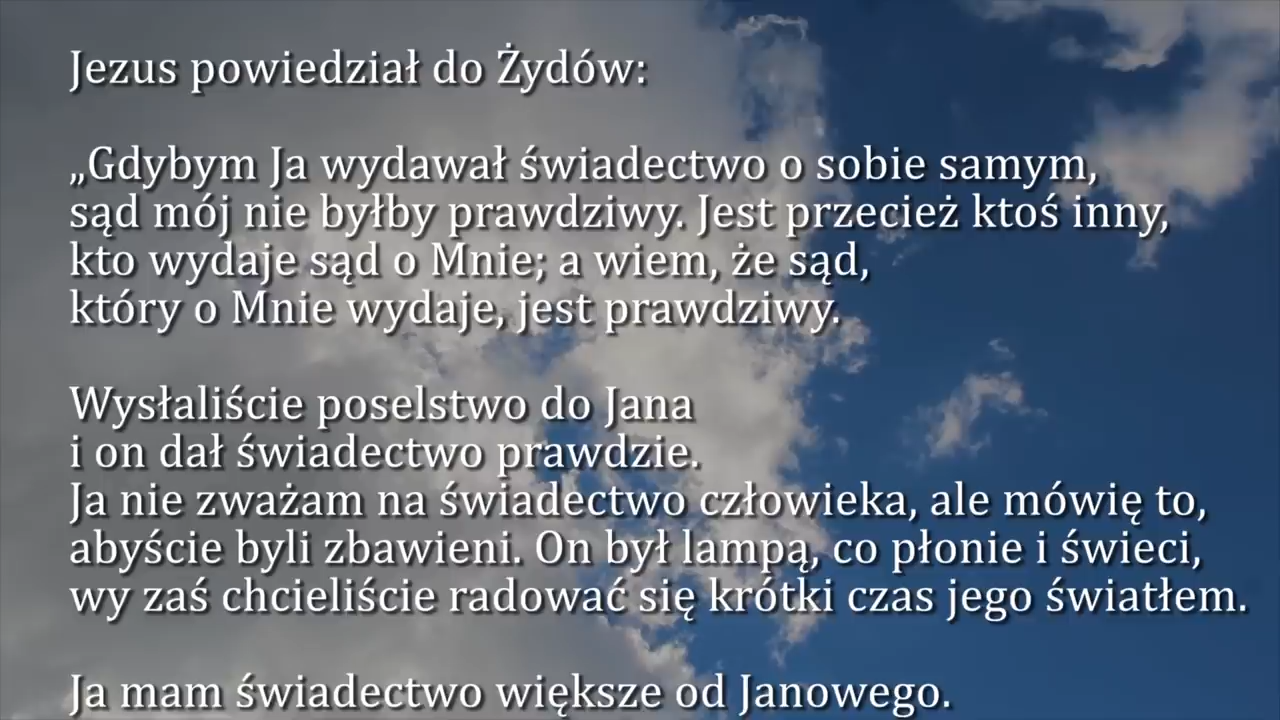 Jezus powiedział do Żydów:
„Gdybym Ja wydawał świadectwo o sobie samym,
sąd mój nie byłby prawdziwy. Jest przecież ktoś inny,
kto wydaje sąd o Mnie; a wiem, że sąd,
który o Mnie wydaje, jest prawdziwy.
Wysłaliście poselstwo do Jana
i on dał świadectwo prawdzie.
Ja nie zważam na świadectwo człowieka, ale mówię to,
abyście byli zbawieni. On był lampą, co płonie i świeci,
wy zaś chcieliście radować się krótki czas jego światłem.
Ja mam świadectwo większe od Janowego.